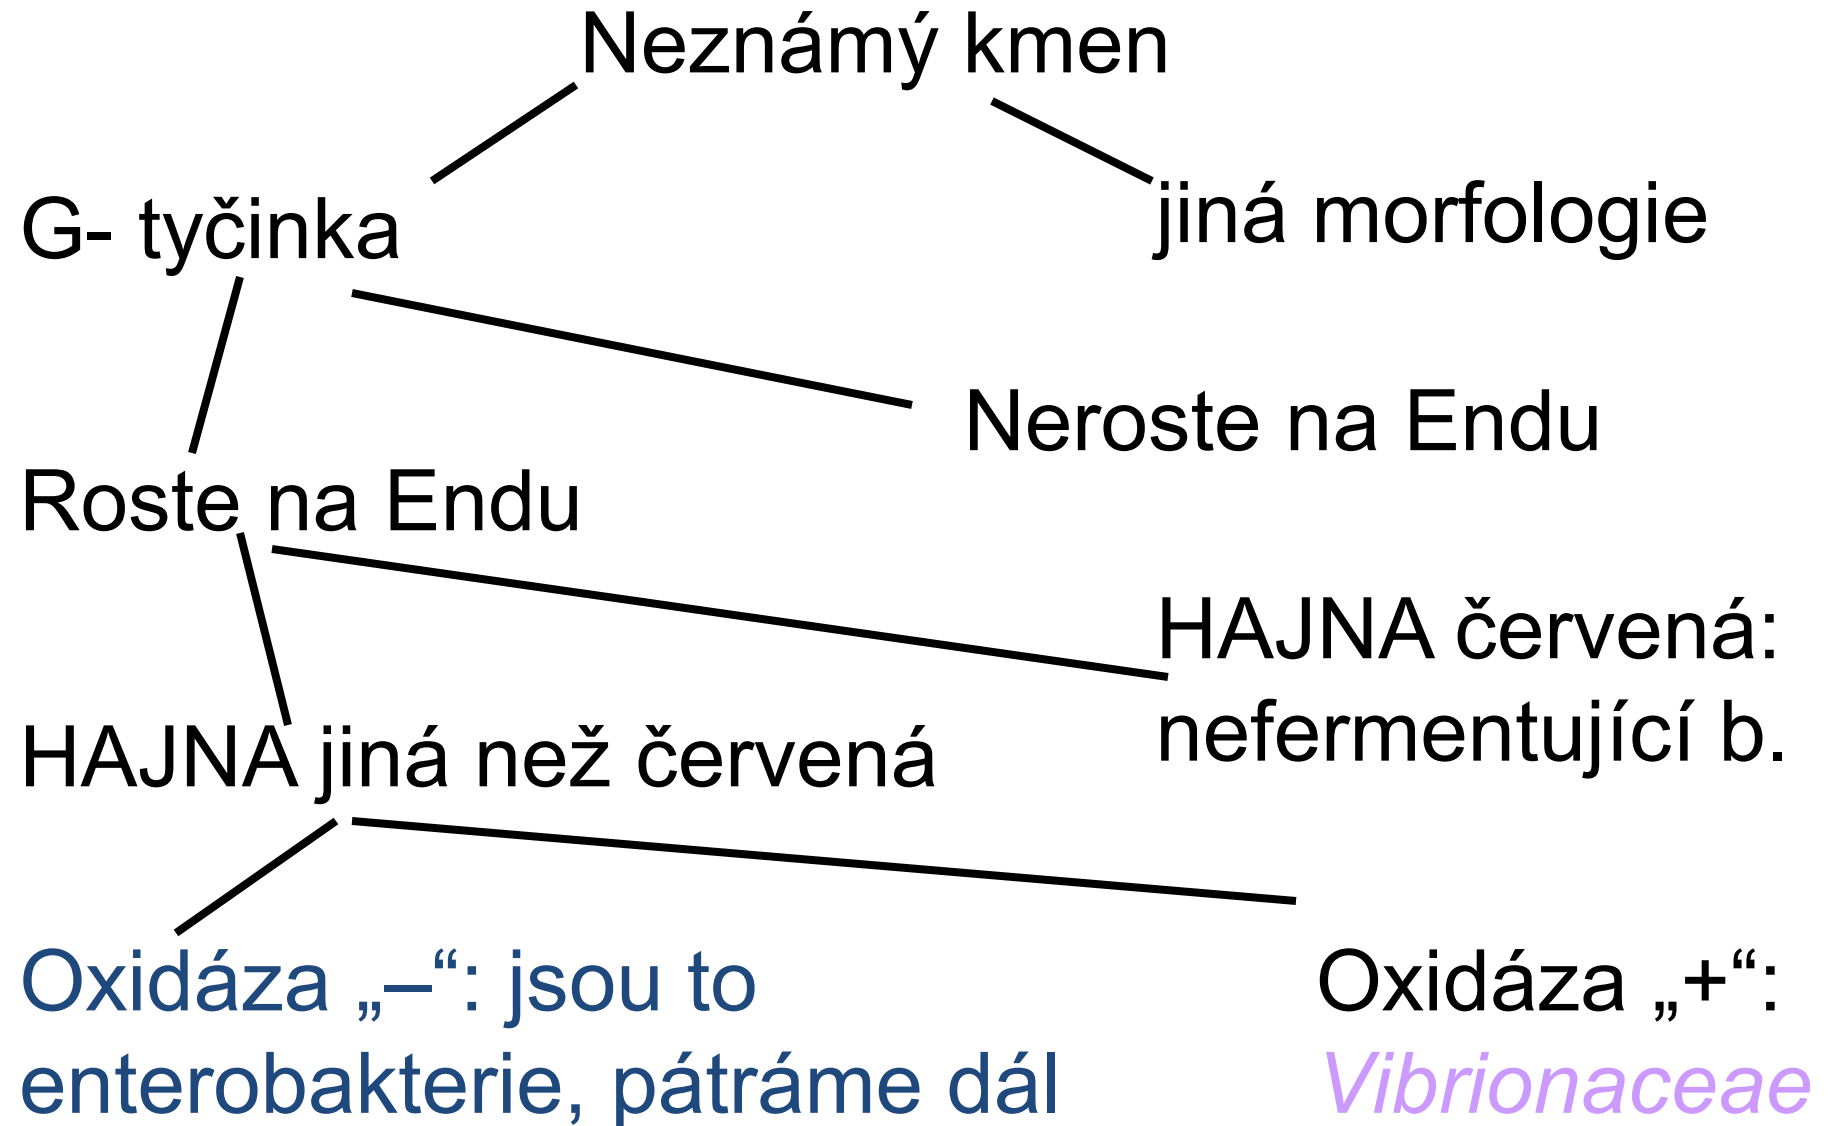 Neznámý kmen
G- tyčinka
jiná morfologie
Neroste na Endu
Roste na Endu
HAJNA červená:
nefermentující b.
HAJNA jiná než červená
Oxidáza „–“: jsou to
enterobakterie, pátráme dál
Oxidáza „+“:
Vibrionaceae